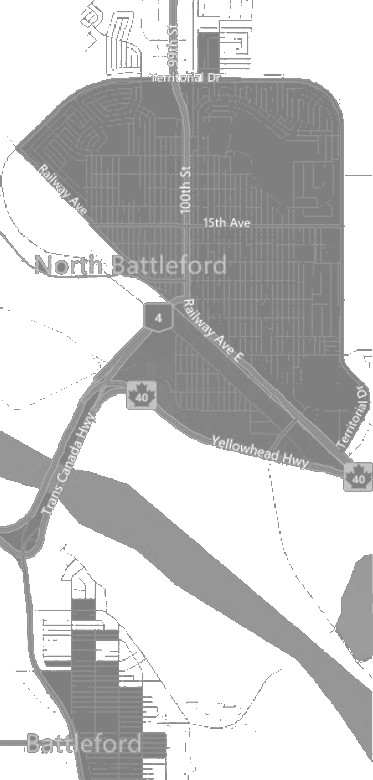 99th St
Territorial Dr
Railway Ave
100th St
15th Ave
North Battleford
4
Railway Ave E
40
Territorial Dr
Trans Canada Hwy
Yellowhead Hwy
40
Battleford